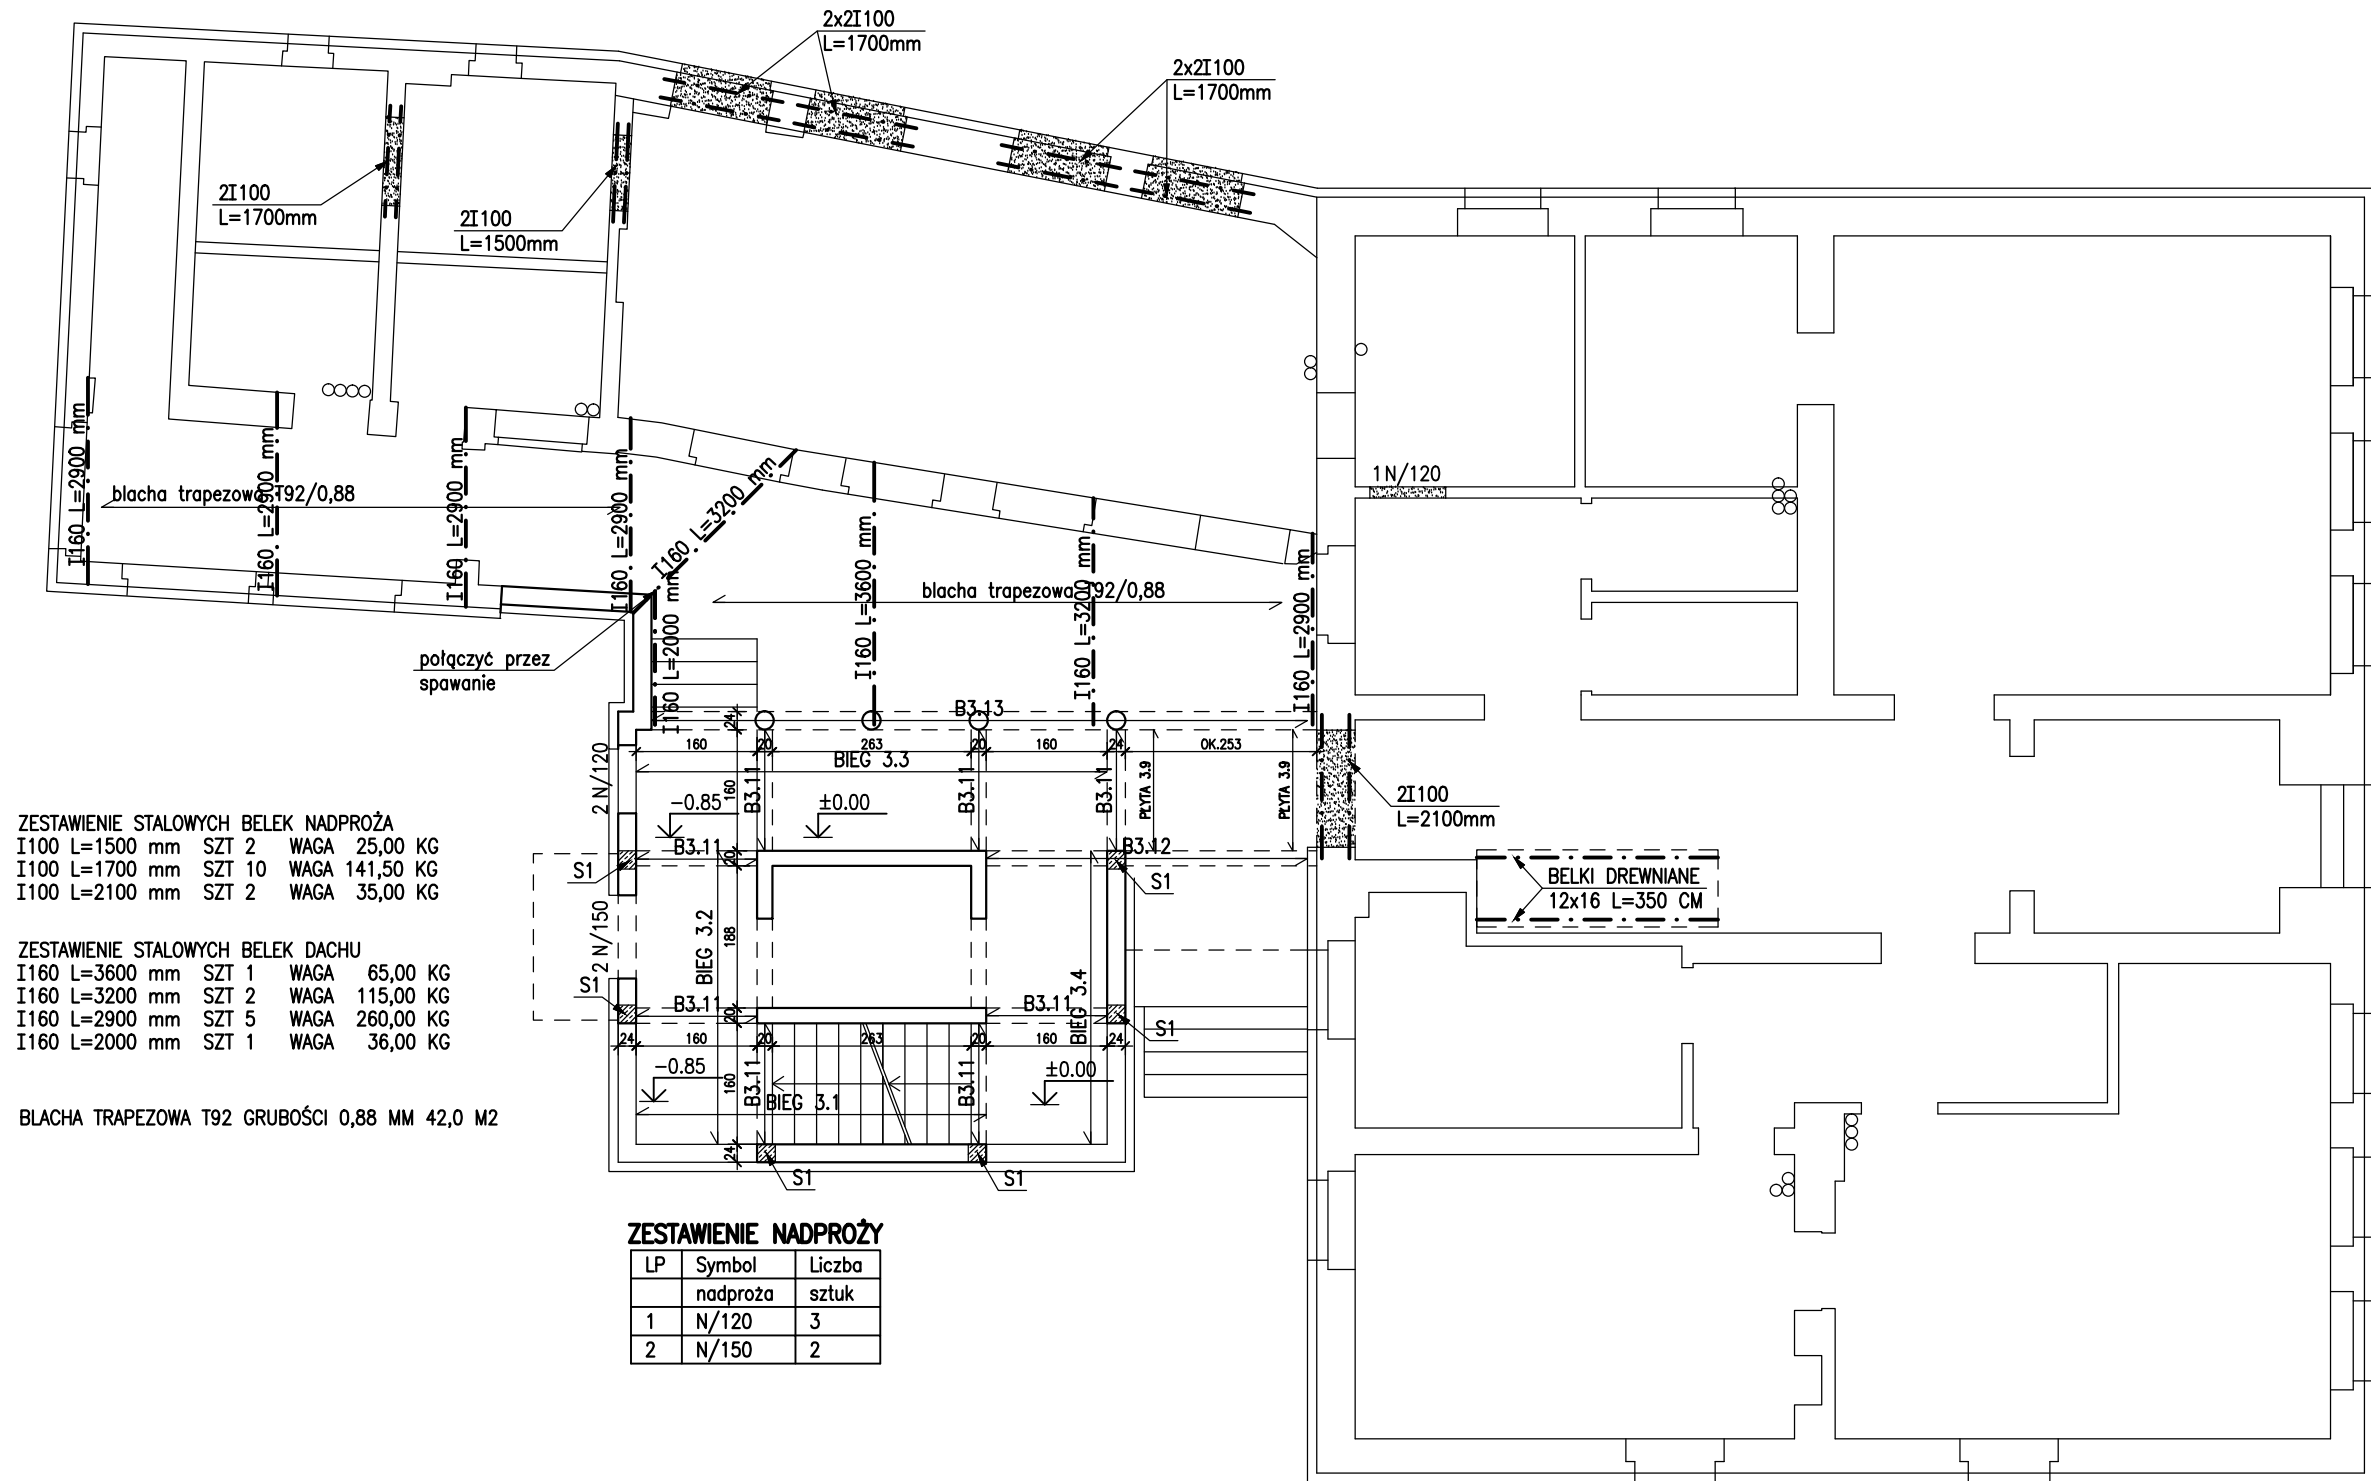 2x2I100
L=1700mm
2x2I100
L=1700mm
2I100
L=1700mm
2I100
L=1500mm
1N/120
I160 L=2900 mm
I160 L=2900 mm
I160 L=2900 mm
I160 L=2900 mm
I160 L=3200 mm
I160 L=2000 mm
I160 L=3600 mm
I160 L=3200 mm
I160 L=2900 mm
blacha trapezowa T92/0,88
blacha trapezowa T92/0,88
połączyć przez
spawanie
B3.13
24
160
20
263
20
160
24
OK.253
BIEG 3.3
2 N/120
160
B3.11
B3.11
B3.11
PŁYTA 3.9
PŁYTA 3.9
-0.85
±0.00
2I100
L=2100mm
B3.11
20
B3.12
S1
S1
BELKI DREWNIANE
12x16 L=350 CM
2 N/150
BIEG 3.2
188
BIEG 3.4
S1
B3.11
20
B3.11
S1
24
160
20
263
20
160
24
-0.85
160
B3.11
B3.11
±0.00
BIEG 3.1
24
S1
S1
ZESTAWIENIE STALOWYCH BELEK NADPROŻA
I100 L=1500 mm SZT 2 WAGA 25,00 KG
I100 L=1700 mm SZT 10 WAGA 141,50 KG
I100 L=2100 mm SZT 2 WAGA 35,00 KG
ZESTAWIENIE STALOWYCH BELEK DACHU
I160 L=3600 mm SZT 1 WAGA 65,00 KG
I160 L=3200 mm SZT 2 WAGA 115,00 KG
I160 L=2900 mm SZT 5 WAGA 260,00 KG
I160 L=2000 mm SZT 1 WAGA 36,00 KG
BLACHA TRAPEZOWA T92 GRUBOŚCI 0,88 MM 42,0 M2
ZESTAWIENIE NADPROŻY
LP Symbol Liczba
nadproża sztuk
1 N/120 3
2 N/150 2